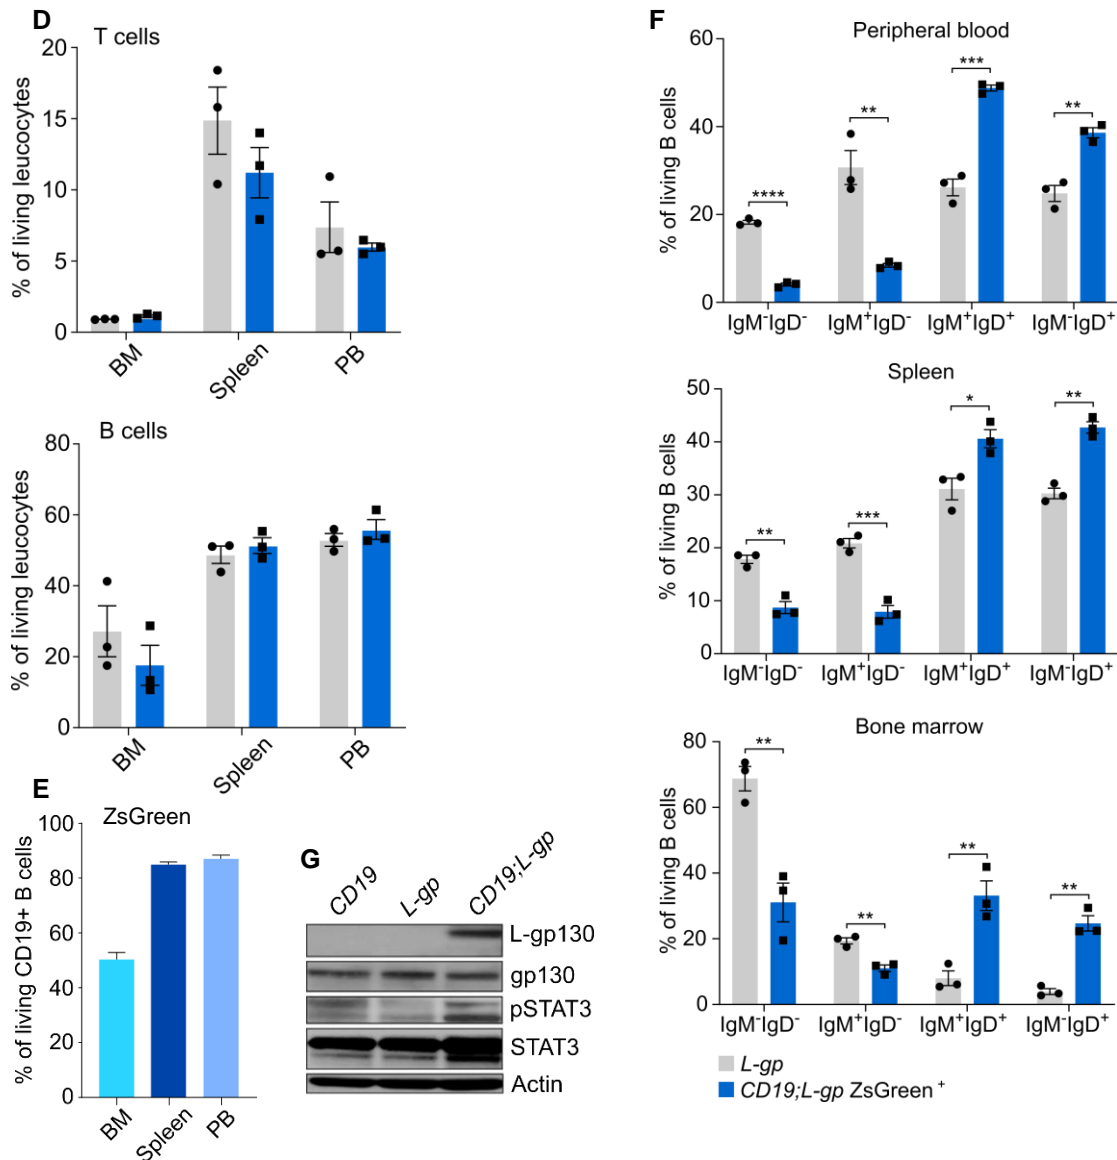 D
T cells
% of living leucocytes
20
15
10
5
0
BM
Spleen
PB
B cells
% of living leucocytes
80
60
40
20
0
BM
Spleen
PB
E
ZsGreen
% of living CD19+ B cells
100
80
60
40
20
0
BM
Spleen
PB
G
CD19
L-gp
CD19;L-gp
L-gp130
gp130
pSTAT3
STAT3
Actin
F
Peripheral blood
% of living B cells
60
40
20
0
****
**
***
**
IgM⁻IgD⁻
IgM⁺IgD⁻
IgM⁺IgD⁺
IgM⁻IgD⁺
Spleen
% of living B cells
50
40
30
20
10
0
**
***
*
**
IgM⁻IgD⁻
IgM⁺IgD⁻
IgM⁺IgD⁺
IgM⁻IgD⁺
Bone marrow
% of living B cells
80
60
40
20
0
**
**
**
**
IgM⁻IgD⁻
IgM⁺IgD⁻
IgM⁺IgD⁺
IgM⁻IgD⁺
L-gp
CD19;L-gp ZsGreen⁺